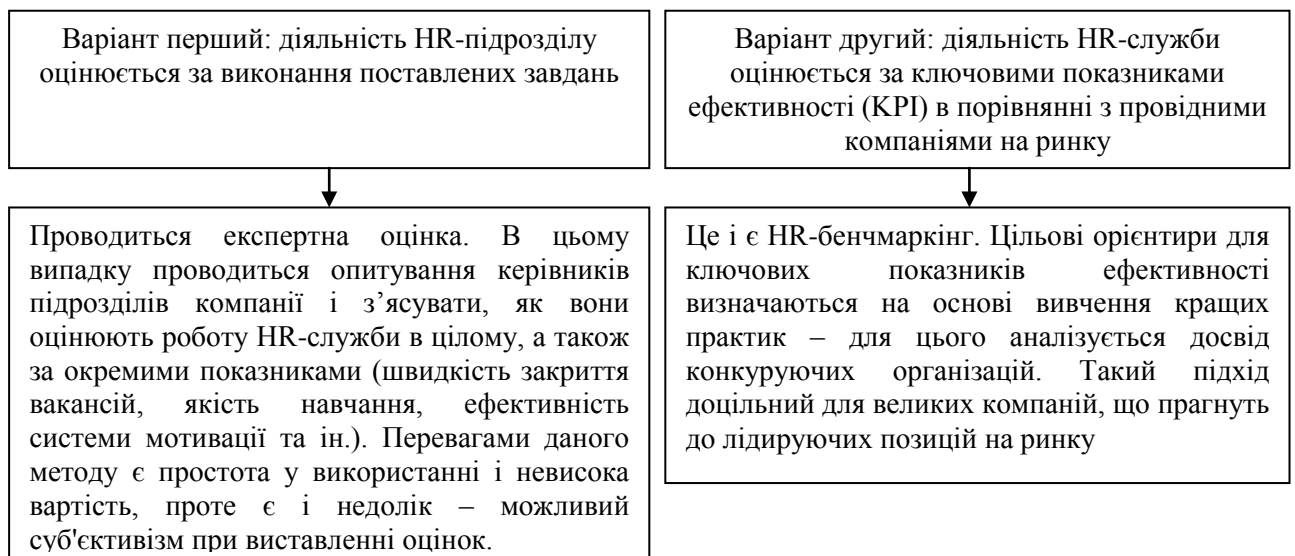 Варіант перший: діяльність HR-підрозділу
оцінюється за виконання поставлених завдань
Варіант другий: діяльність HR-служби
оцінюється за ключовими показниками
ефективності (KPI) в порівнянні з провідними
компаніями на ринку
Проводиться експертна оцінка. В цьому
випадку проводиться опитування керівників
підрозділів компанії і з’ясувати, як вони
оцінюють роботу HR-служби в цілому, а також
за окремими показниками (швидкість закриття
вакансій, якість навчання, ефективність
системи мотивації та ін.). Перевагами даного
методу є простота у використанні і невисока
вартість, проте є і недолік – можливий
суб'єктивізм при виставленні оцінок.
Це і є HR-бенчмаркінг. Цільові орієнтири для
ключових показників ефективності
визначаються на основі вивчення кращих
практик – для цього аналізується досвід
конкуруючих організацій. Такий підхід
доцільний для великих компаній, що прагнуть
до лідируючих позицій на ринку